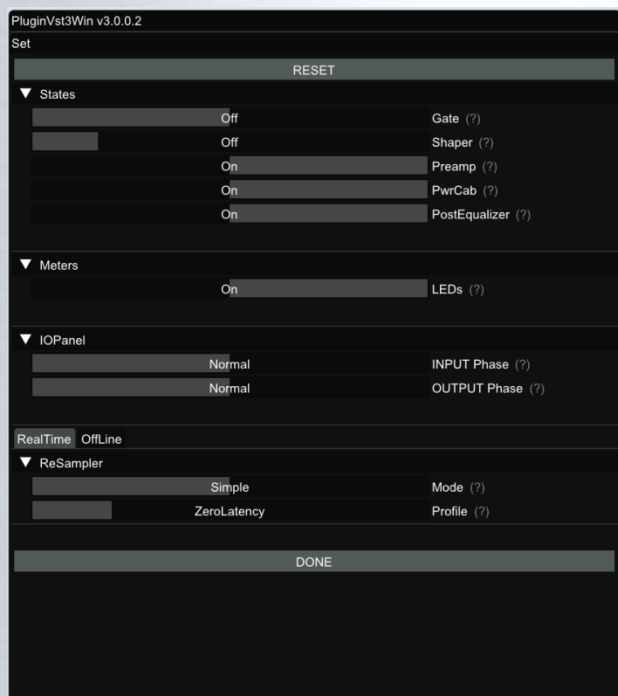 PluginVst3Win v3.0.0.2
Set
RESET
States
Off Gate (?)
Off Shaper (?)
On Preamp (?)
On PwrCab (?)
On PostEqualizer (?)
Meters
On LEDs (?)
IOPanel
Normal INPUT Phase (?)
Normal OUTPUT Phase (?)
RealTime OffLine
ReSampler
Simple Mode (?)
ZeroLatency Profile (?)
DONE